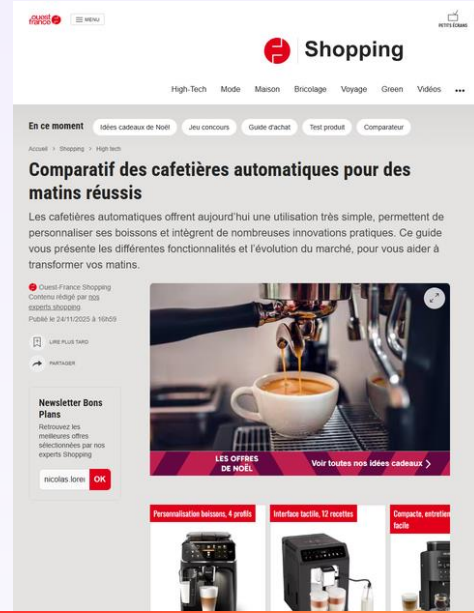 ouest
france
MENU
PETITS ÉCRANS
Shopping
High-Tech Mode Maison Bricolage Voyage Green Vidéos •••
En ce moment Idées cadeaux de Noël Jeu concours Guide d'achat Test produit Comparateur
Accueil > Shopping > High tech
Comparatif des cafetières automatiques pour des
matins réussis
Les cafetières automatiques offrent aujourd'hui une utilisation très simple, permettent de
personnaliser ses boissons et intègrent de nombreuses innovations pratiques. Ce guide
vous présente les différentes fonctionnalités et l'évolution du marché, pour vous aider à
transformer vos matins.
Ouest-France Shopping
Contenu rédigé par nos
experts shopping
Publié le 24/11/2025 à 16h59
LIRE PLUS TARD
PARTAGER
Newsletter Bons
Plans
Retrouvez les
meilleures offres
sélectionnées par nos
experts Shopping
nicolas.lore OK
LES OFFRES
DE NOËL
Voir toutes nos idées cadeaux >
Personnalisation boissons, 4 profils
Interface tactile, 12 recettes
Compacte, entretien
facile